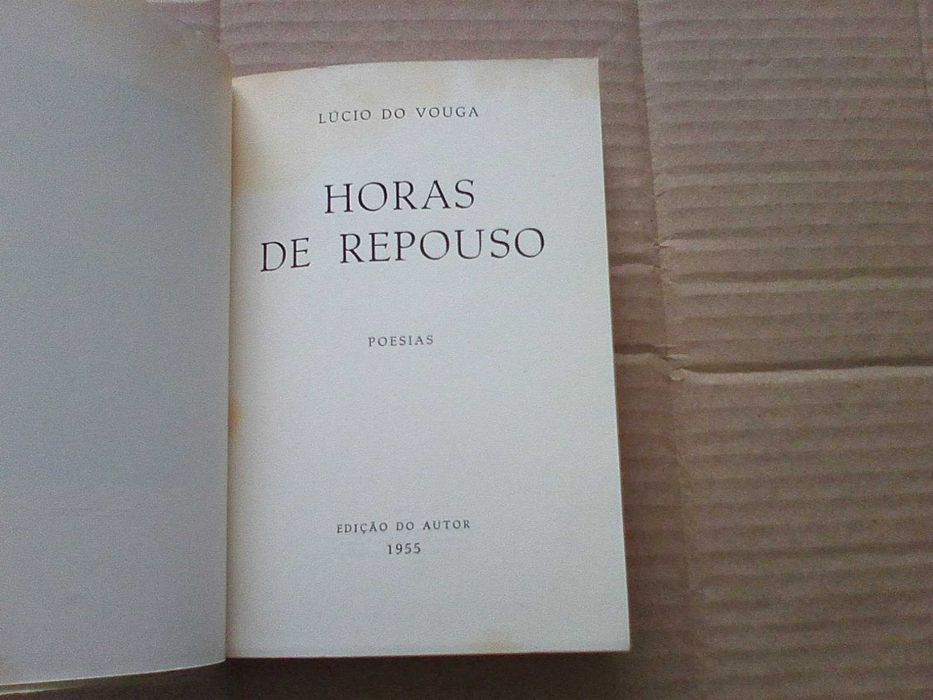 LÚCIO DO VOUGA
HORAS
DE REPOUSO
POESIAS
EDIÇÃO DO AUTOR
1955